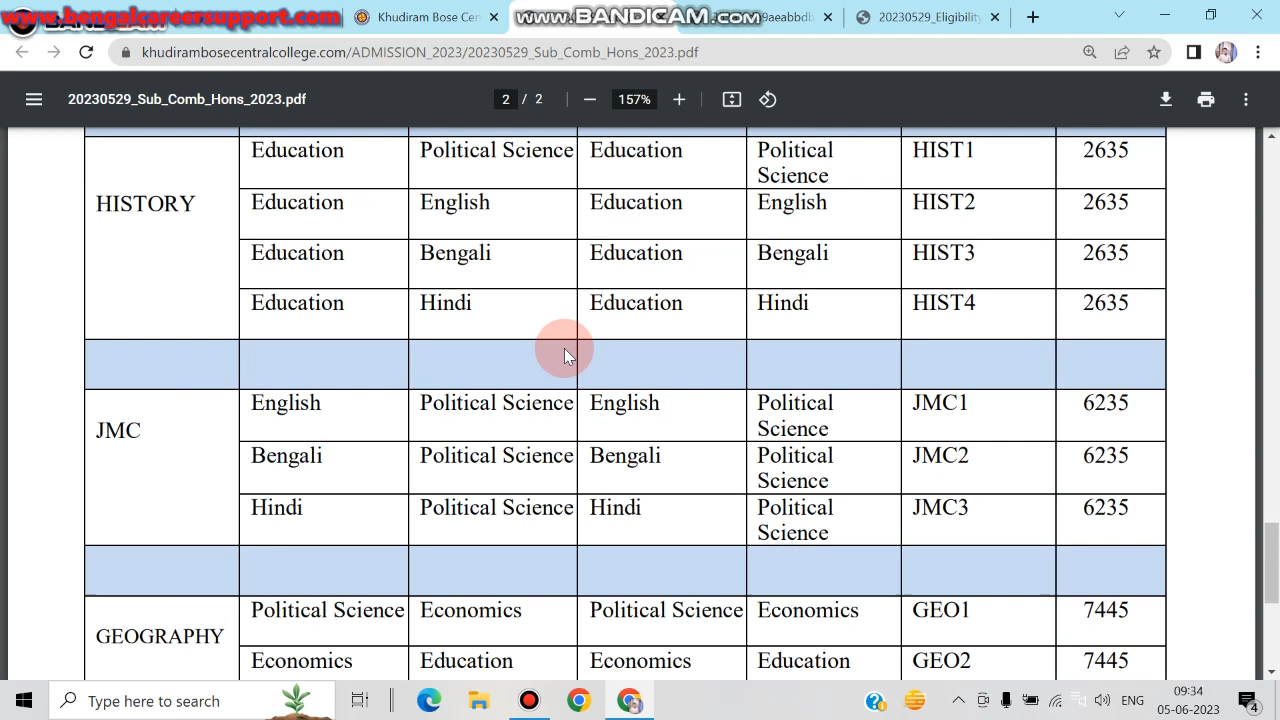 www.bengalcareersupport.com
Khudiram Bose Cen
www.BANDICAM.com
20230529_Eligibility
khudirambosecentralcollege.com/ADMISSION_2023/20230529_Sub_Comb_Hons_2023.pdf
20230529_Sub_Comb_Hons_2023.pdf
2 / 2
157%
HISTORY
Education Political Science Education Political Science HIST1 2635
Education English Education English HIST2 2635
Education Bengali Education Bengali HIST3 2635
Education Hindi Education Hindi HIST4 2635
JMC
English Political Science English Political Science JMC1 6235
Bengali Political Science Bengali Political Science JMC2 6235
Hindi Political Science Hindi Political Science JMC3 6235
GEOGRAPHY
Political Science Economics Political Science Economics GEO1 7445
Economics Education Economics Education GEO2 7445
Type here to search
ENG
09:34
05-06-2023
4